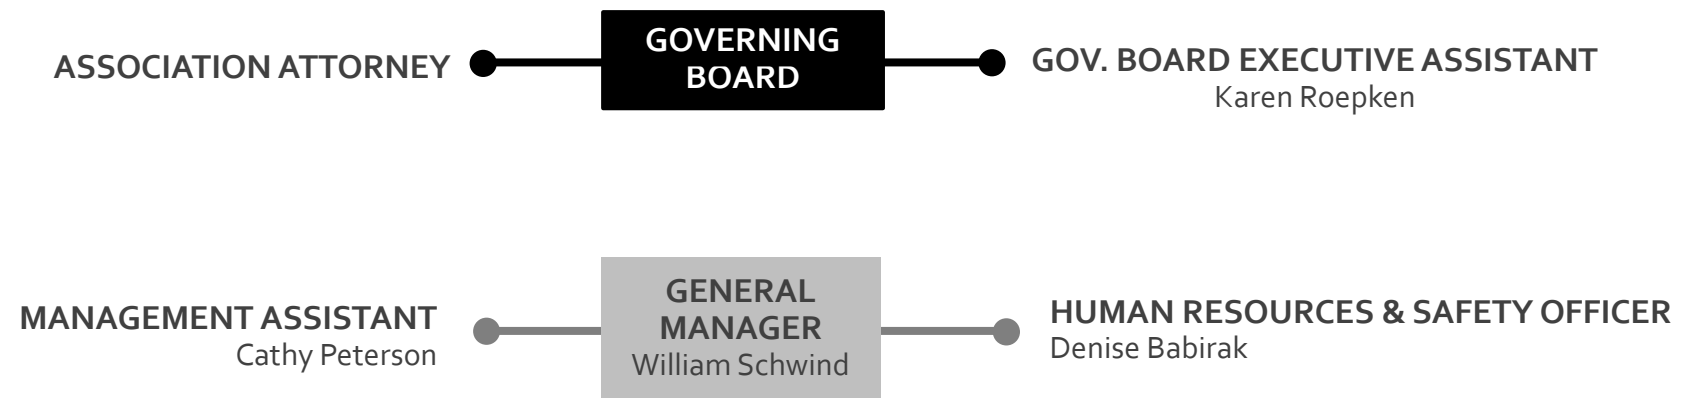 ASSOCIATION ATTORNEY
GOVERNING
BOARD
GOV. BOARD EXECUTIVE ASSISTANT
Karen Roepken
MANAGEMENT ASSISTANT
Cathy Peterson
GENERAL
MANAGER
William Schwind
HUMAN RESOURCES & SAFETY OFFICER
Denise Babirak